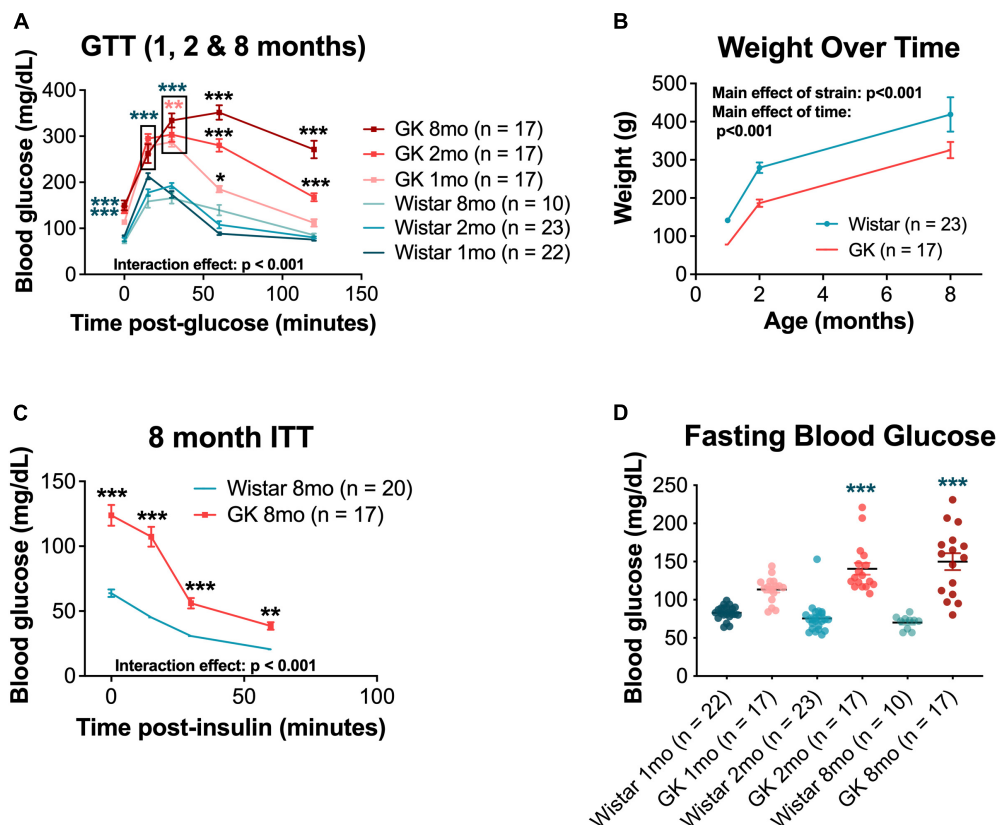 A
GTT (1, 2 & 8 months)
Blood glucose (mg/dL)
400
300
200
100
0
***
***
***
***
**
***
***
*
***
***
Interaction effect: p < 0.001
0
50
100
150
Time post-glucose (minutes)
GK 8mo (n = 17)
GK 2mo (n = 17)
GK 1mo (n = 17)
Wistar 8mo (n = 10)
Wistar 2mo (n = 23)
Wistar 1mo (n = 22)
B
Weight Over Time
Weight (g)
500
400
300
200
100
0
Main effect of strain: p<0.001
Main effect of time:
p<0.001
Wistar (n = 23)
GK (n = 17)
0
2
4
6
8
Age (months)
C
8 month ITT
Blood glucose (mg/dL)
150
100
50
0
***
***
***
**
Wistar 8mo (n = 20)
GK 8mo (n = 17)
Interaction effect: p < 0.001
0
50
100
Time post-insulin (minutes)
D
Fasting Blood Glucose
Blood glucose (mg/dL)
250
200
150
100
50
0
***
***
Wistar 1mo (n = 22)
GK 1mo (n = 17)
Wistar 2mo (n = 23)
GK 2mo (n = 17)
Wistar 8mo (n = 10)
GK 8mo (n = 17)